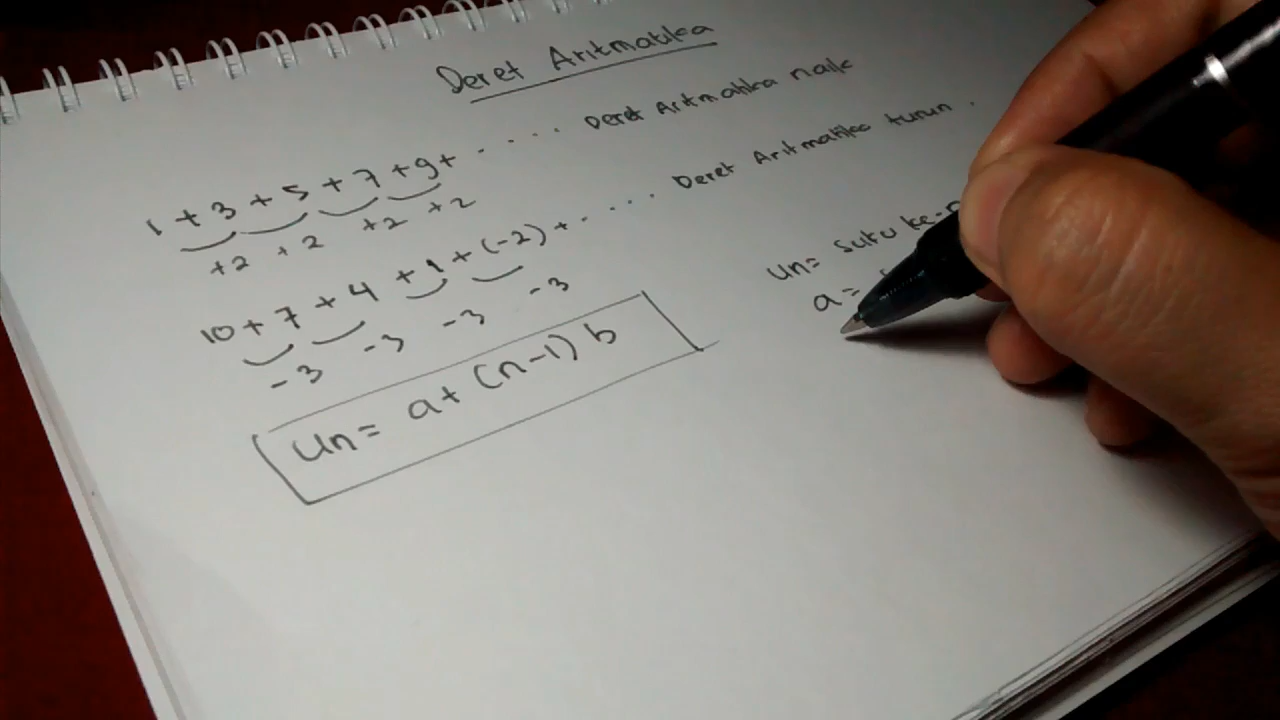 Deret Aritmatika
1 + 3 + 5 + 7 + 9 + . . . . . Deret Aritmatika naik
+2 +2 +2 +2
10 + 7 + 4 + 1 + (-2) + . . . . . Deret Aritmatika turun.
-3 -3 -3 -3
Un = a + (n-1) b
Un = Suku ke-
a =